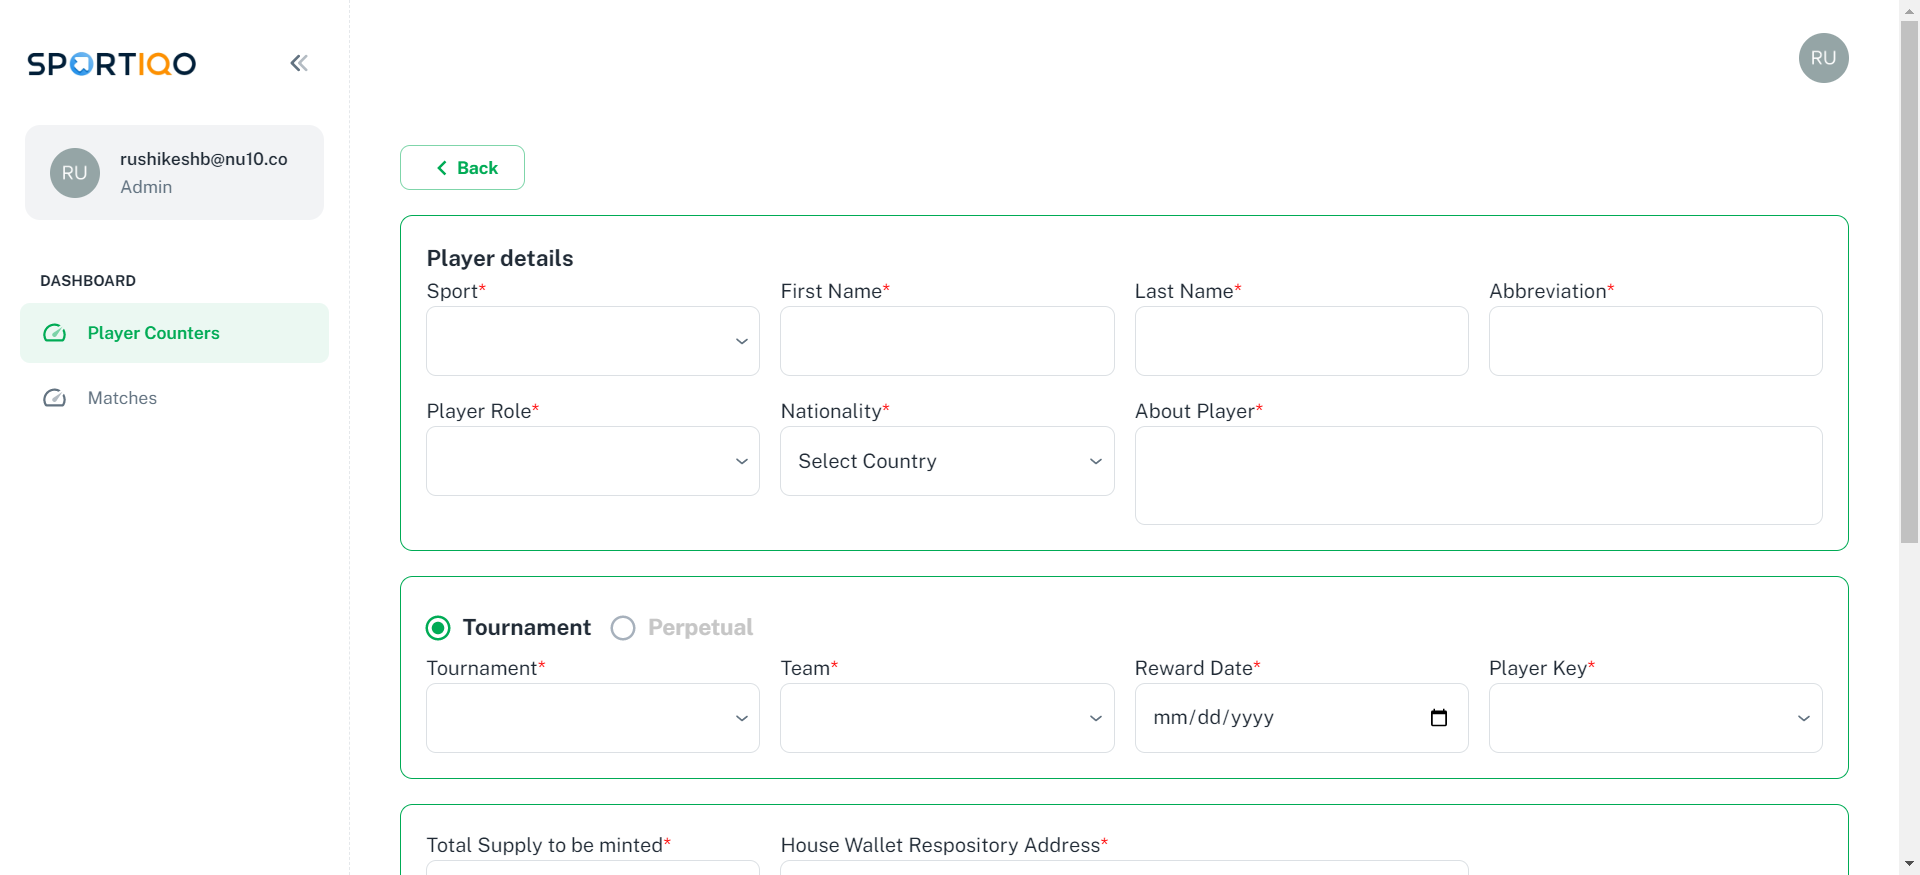 SPORTIQO
RU
RU
rushikeshb@nu10.co
Admin
DASHBOARD
Player Counters
Matches
Back
Player details
Sport* First Name* Last Name* Abbreviation*
Player Role* Nationality* About Player*
Select Country
Tournament Perpetual
Tournament* Team* Reward Date* Player Key*
mm/dd/yyyy
Total Supply to be minted* House Wallet Respository Address*